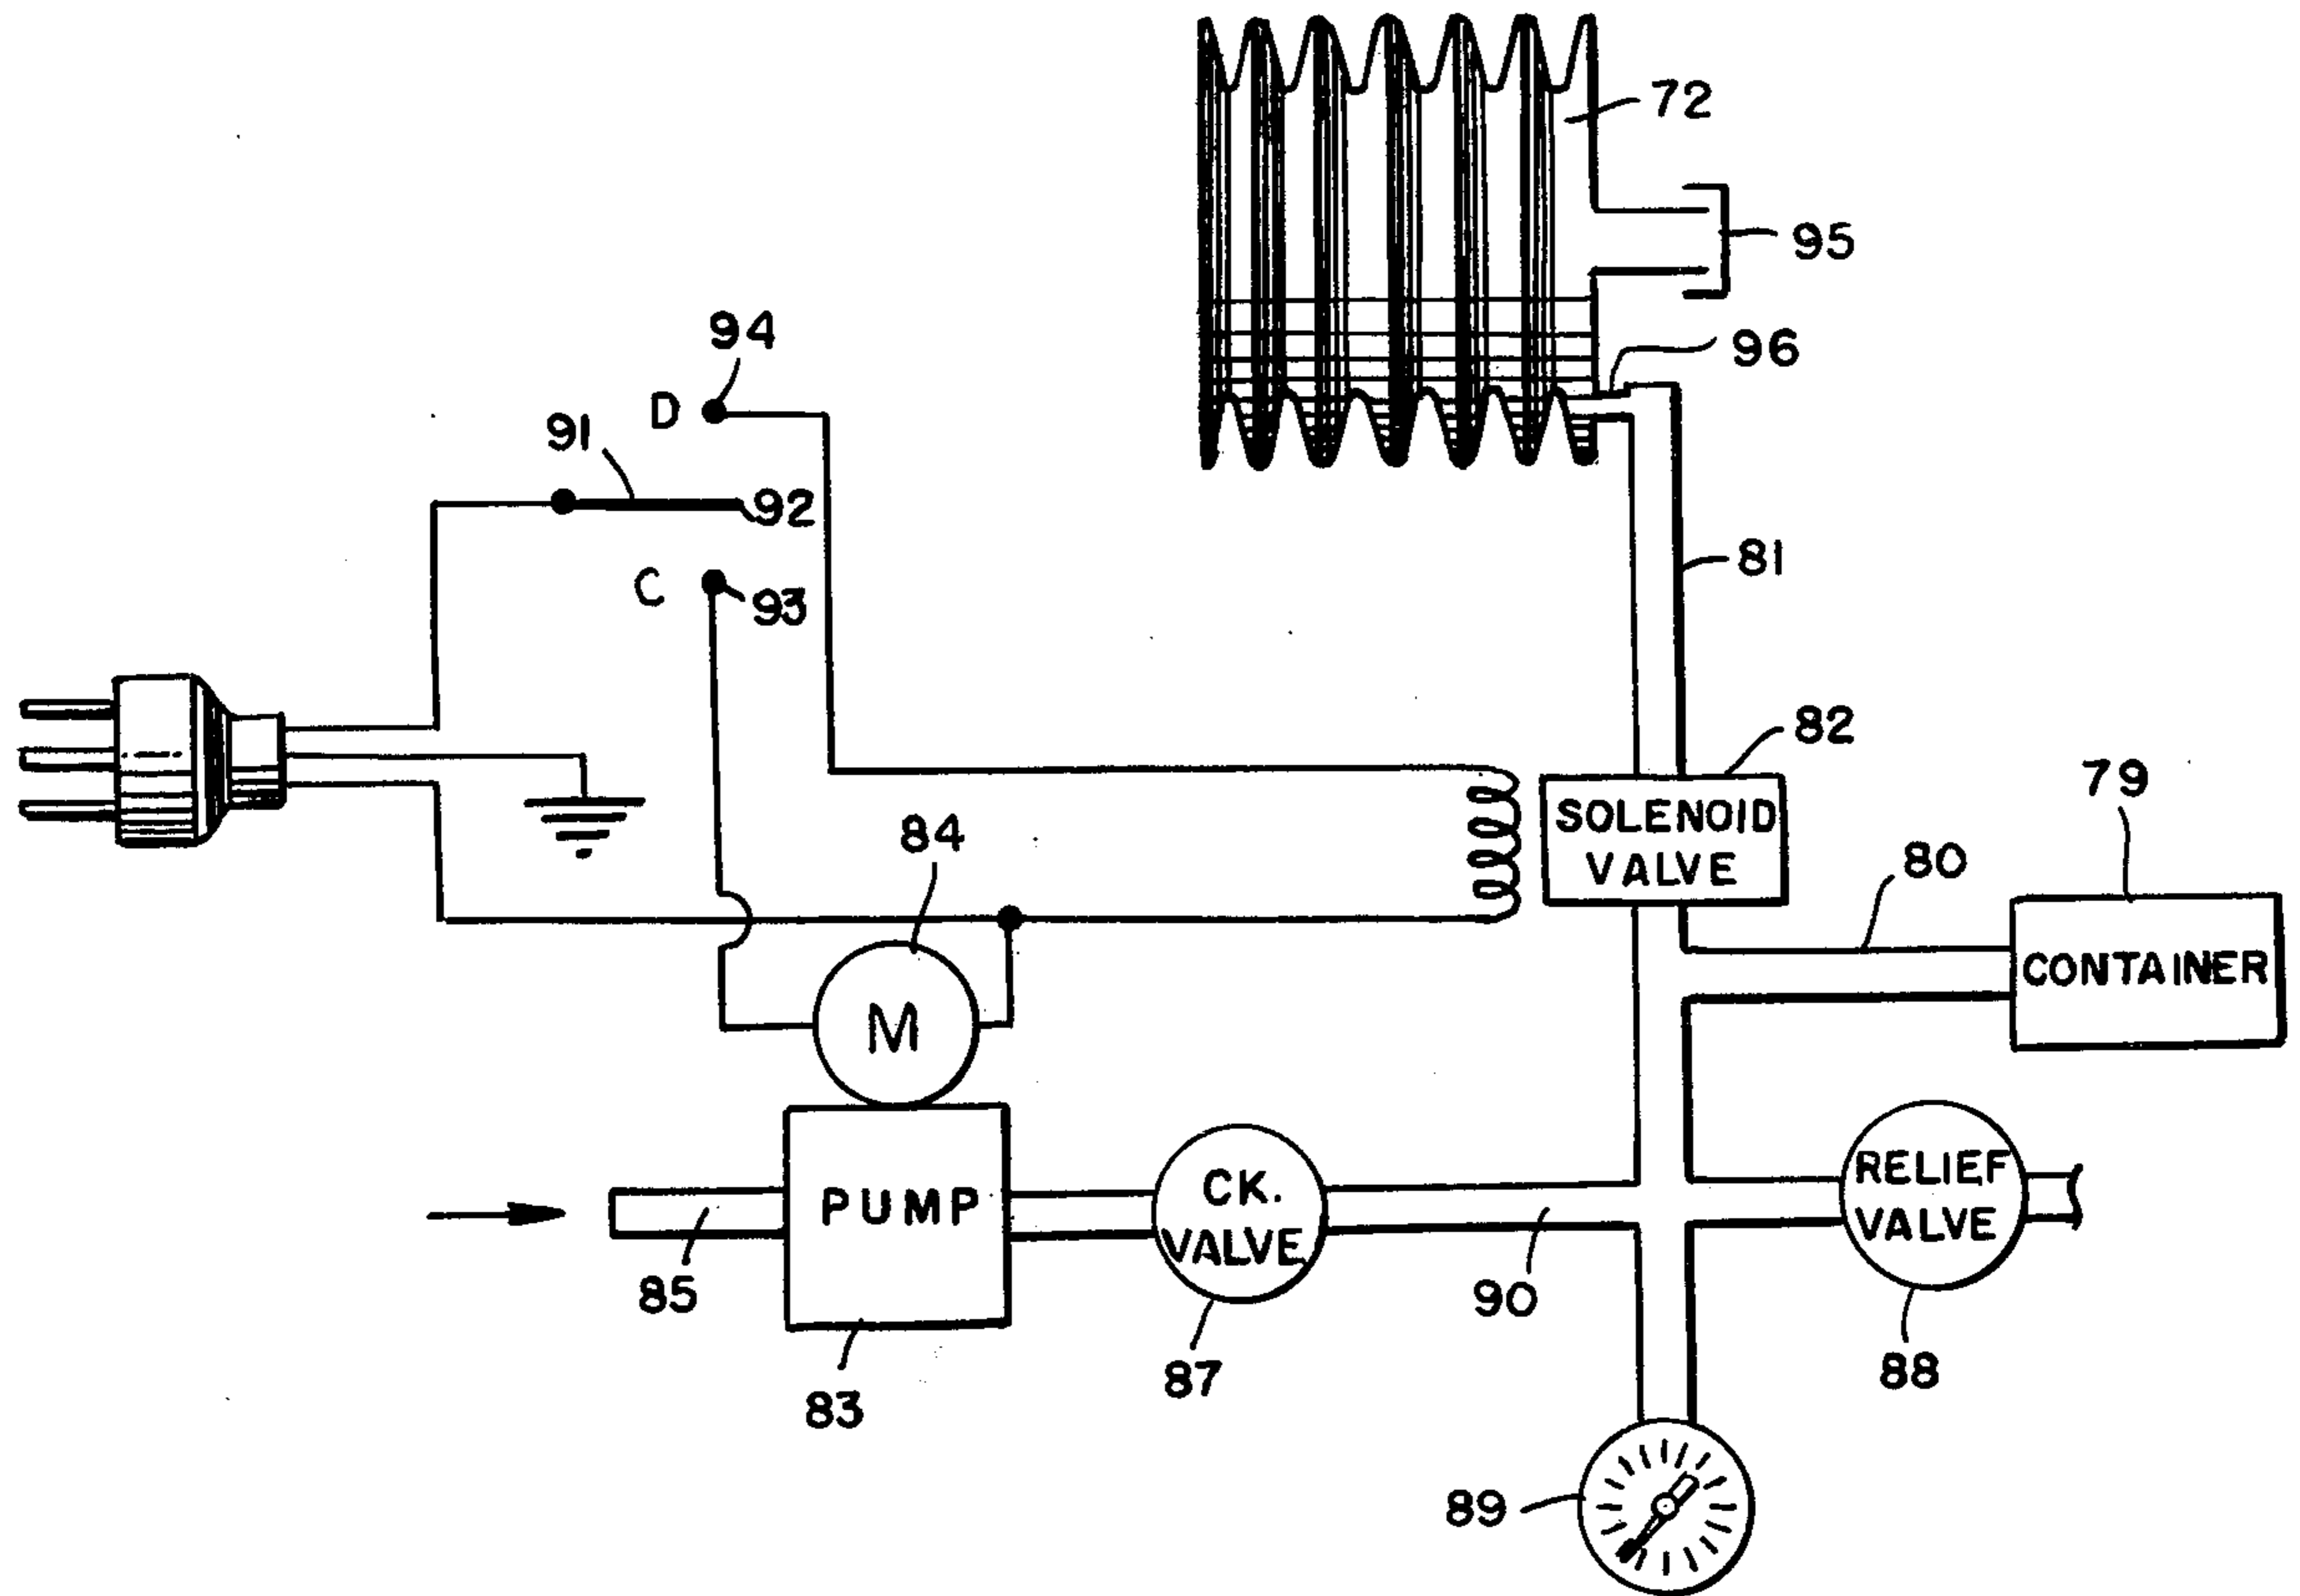 72
95
94
96
D
91
92
81
C
93
82
79
SOLENOID
VALVE
84
80
CONTAINER
M
RELIEF
VALVE
CK.
VALVE
PUMP
85
90
88
87
83
89